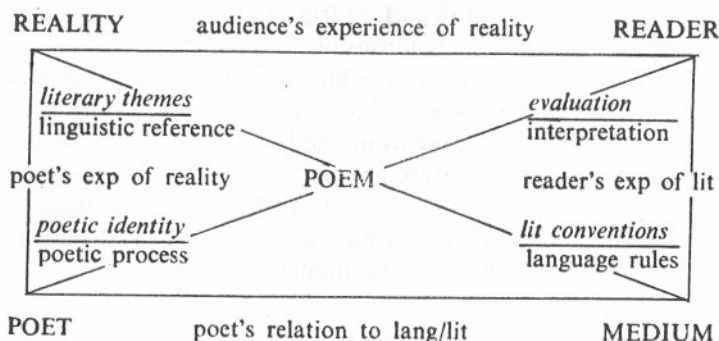 REALITY audience's experience of reality READER
literary themes evaluation
linguistic reference interpretation
poet's exp of reality POEM reader's exp of lit
poetic identity lit conventions
poetic process language rules
POET poet's relation to lang/lit MEDIUM